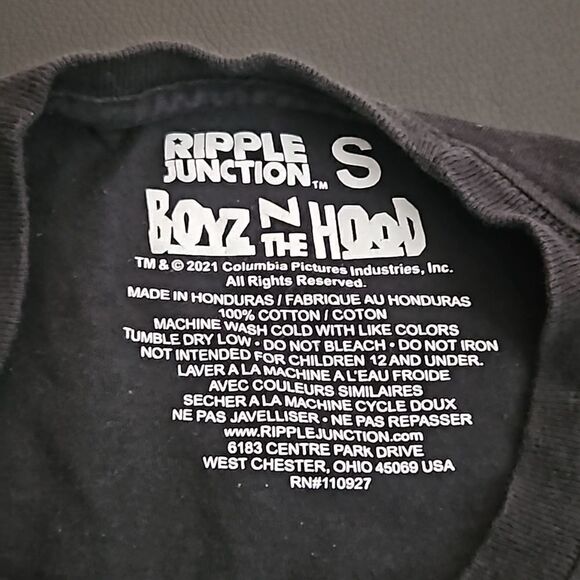 RIPPLE
JUNCTION™ S
BOYZ N
THE HOOD
TM & © 2021 Columbia Pictures Industries, Inc.
All Rights Reserved.
MADE IN HONDURAS / FABRIQUE AU HONDURAS
100% COTTON / COTON
MACHINE WASH COLD WITH LIKE COLORS
TUMBLE DRY LOW • DO NOT BLEACH • DO NOT IRON
NOT INTENDED FOR CHILDREN 12 AND UNDER.
LAVER A LA MACHINE A L'EAU FROIDE
AVEC COULEURS SIMILAIRES
SECHER A LA MACHINE CYCLE DOUX
NE PAS JAVELLISER • NE PAS REPASSER
www.RIPPLEJUNCTION.com
6183 CENTRE PARK DRIVE
WEST CHESTER, OHIO 45069 USA
RN#110927